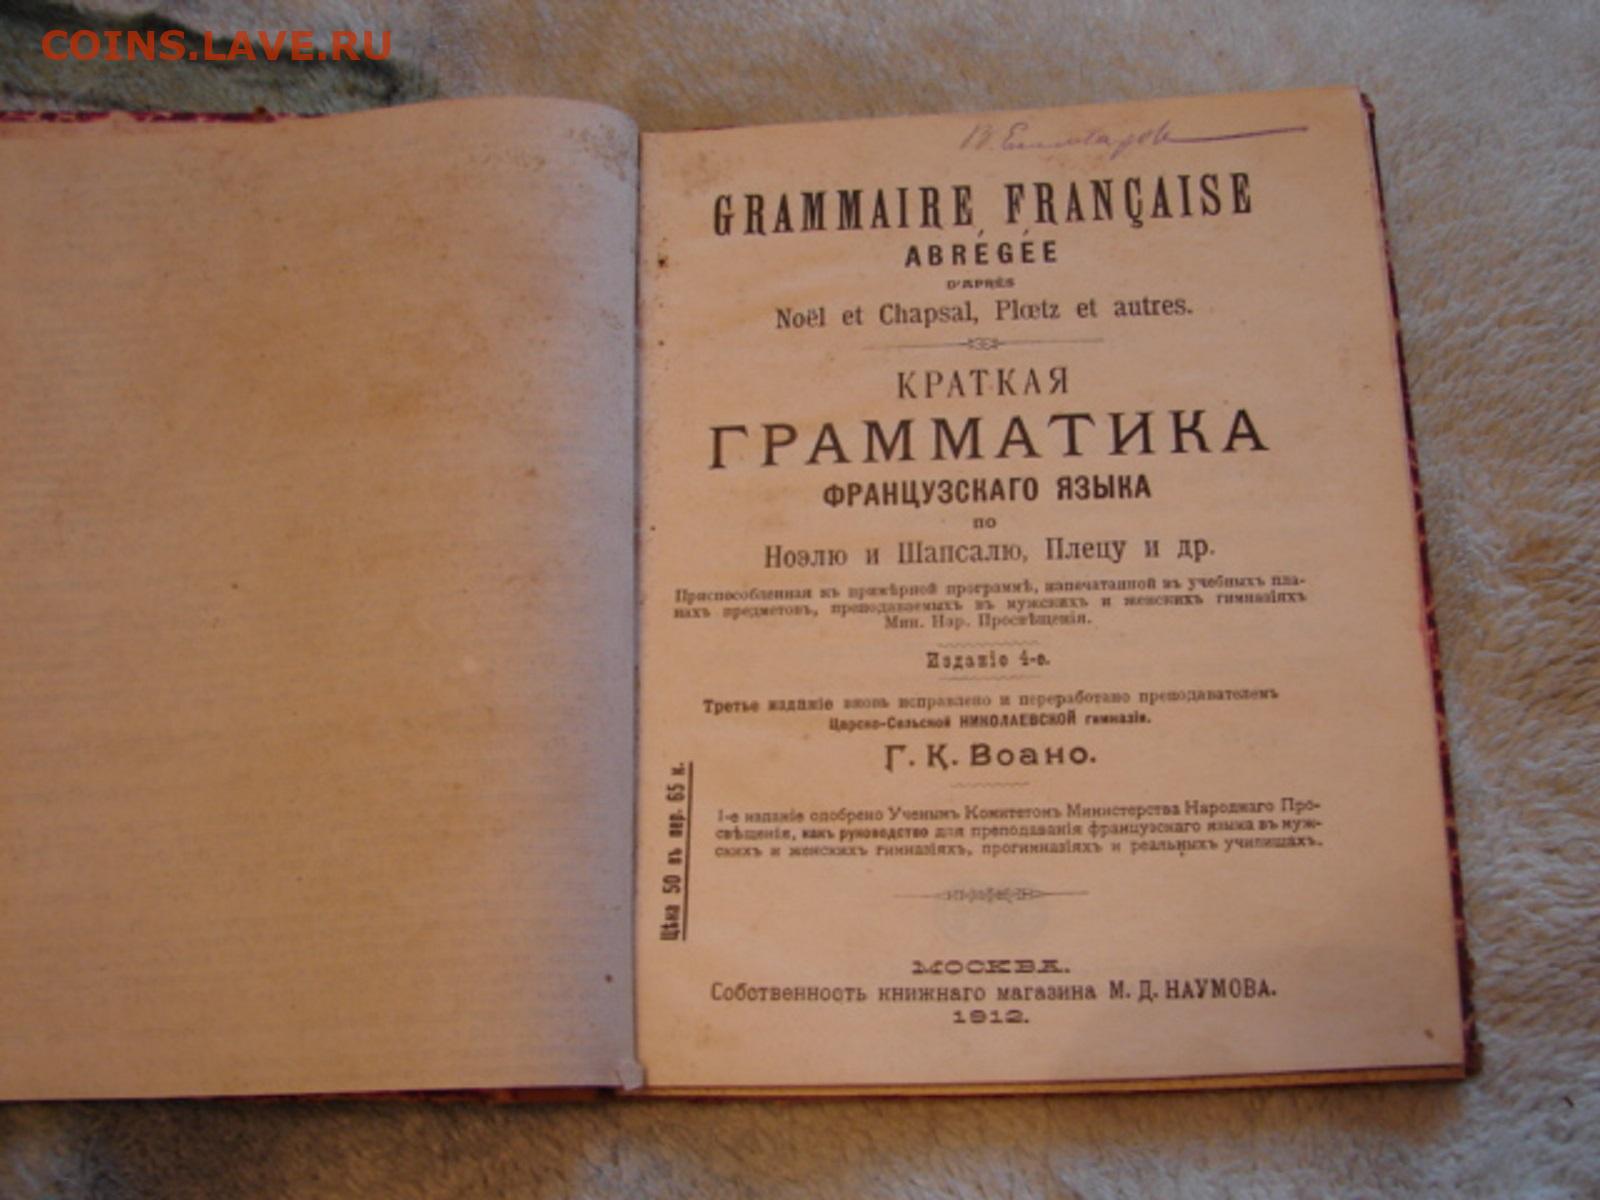 COINS.LAVE.RU
GRAMMAIRE FRANÇAISE
ABRÉGÉE
D'APRÈS
Noël et Chapsal, Plœtz et autres.
КРАТКАЯ
ГРАММАТИКА
ФРАНЦУЗСКАГО ЯЗЫКА
по
Ноэлю и Шапсалю, Плецу и др.
Приспособленная къ примѣрной программѣ, напечатанной въ учебныхъ пла-
нахъ предметовъ, преподаваемыхъ въ мужскихъ и женскихъ гимназіяхъ
Мин. Нар. Просвѣщенія.
Изданіе 4-е.
Третье изданіе вновь исправлено и переработано преподавателемъ
Царско-Сельской НИКОЛАЕВСКОЙ гимназіи.
Г. К. Воано.
1-е изданіе одобрено Ученымъ Комитетомъ Министерства Народнаго Про-
свѣщенія, какъ руководство для преподаванія французскаго языка въ муж-
скихъ и женскихъ гимназіяхъ, прогимназіяхъ и реальныхъ училищахъ.
Цѣна 50 въ пер. 65 к.
МОСКВА.
Собственность книжнаго магазина М. Д. НАУМОВА.
1912.